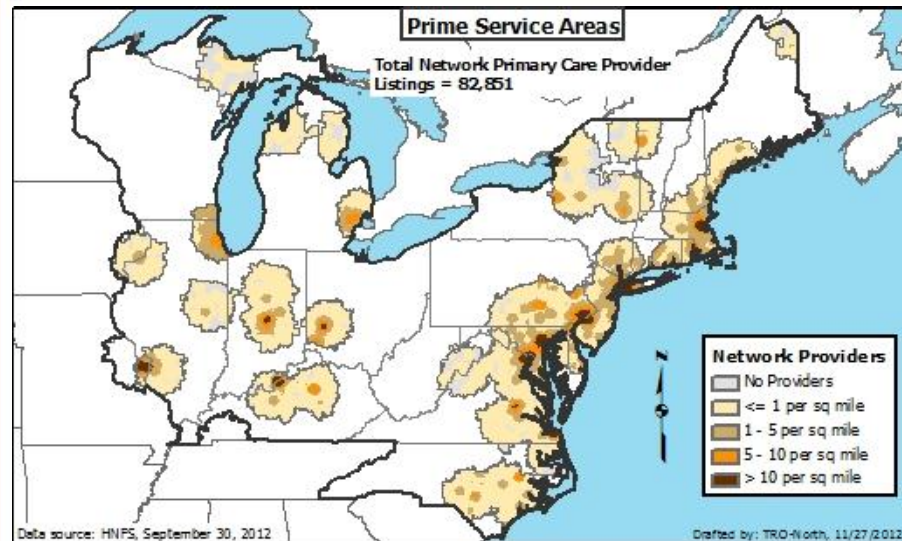 Prime Service Areas
Total Network Primary Care Provider
Listings = 82,851
N
Network Providers
No Providers
<= 1 per sq mile
1 - 5 per sq mile
5 - 10 per sq mile
> 10 per sq mile
Data source: HNFS, September 30, 2012
Drafted by: TRO-North, 11/27/2012